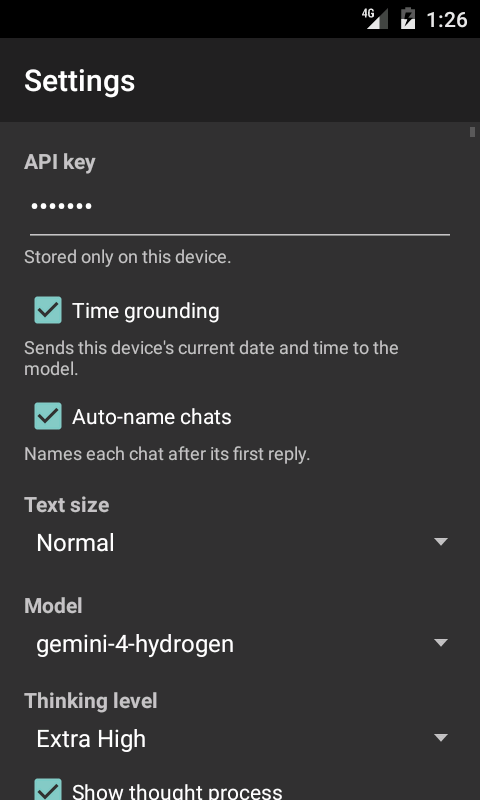 4G 1:26
Settings
API key
•••••••
Stored only on this device.
Time grounding
Sends this device's current date and time to the
model.
Auto-name chats
Names each chat after its first reply.
Text size
Normal
Model
gemini-4-hydrogen
Thinking level
Extra High
Show thought process